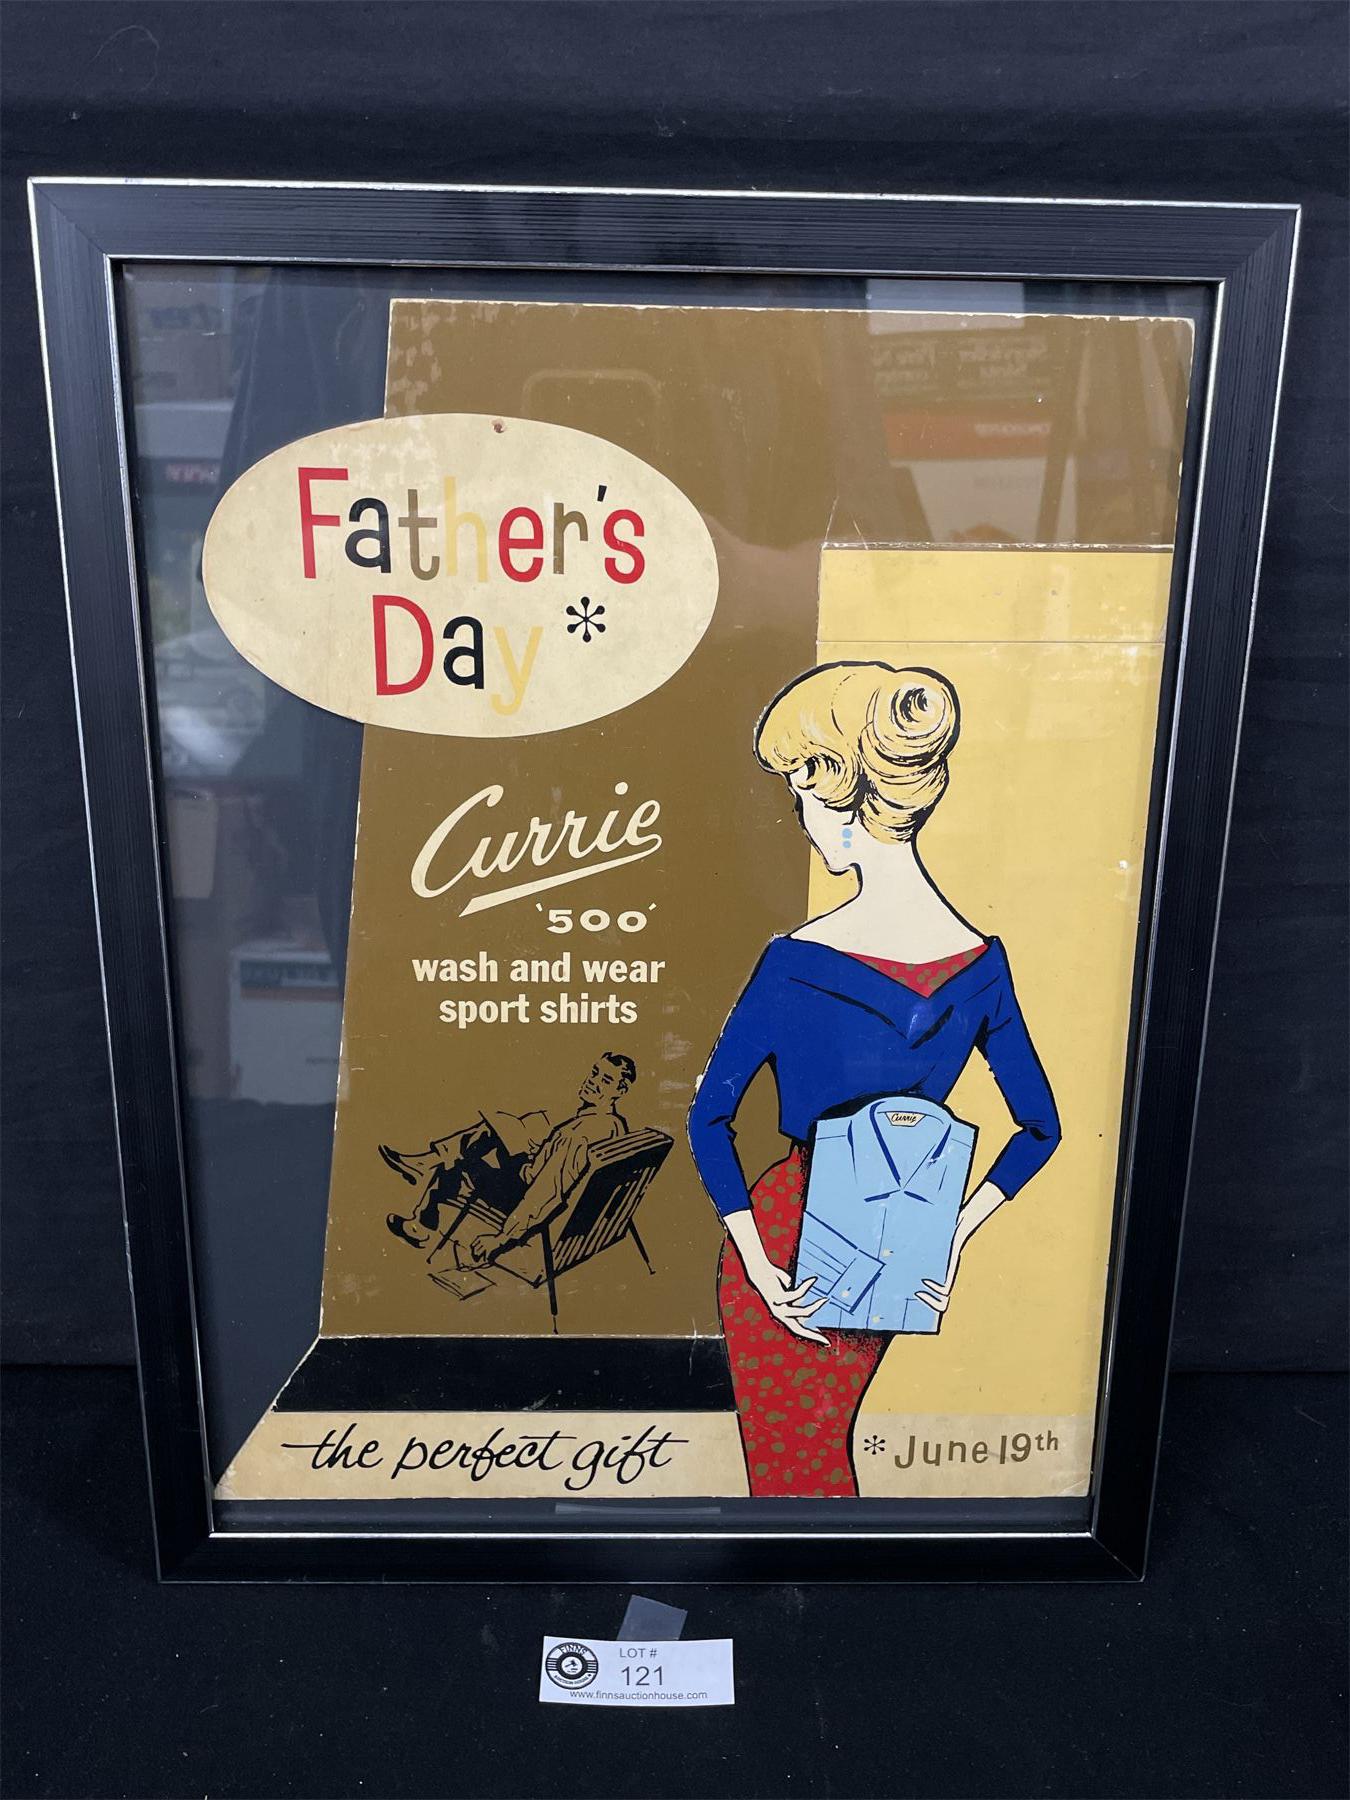 Father's
Day *
Currie
'500'
wash and wear
sport shirts
Currie
the perfect gift
* June 19th
FINNS
LOT #
121
www.finnsauctionhouse.com